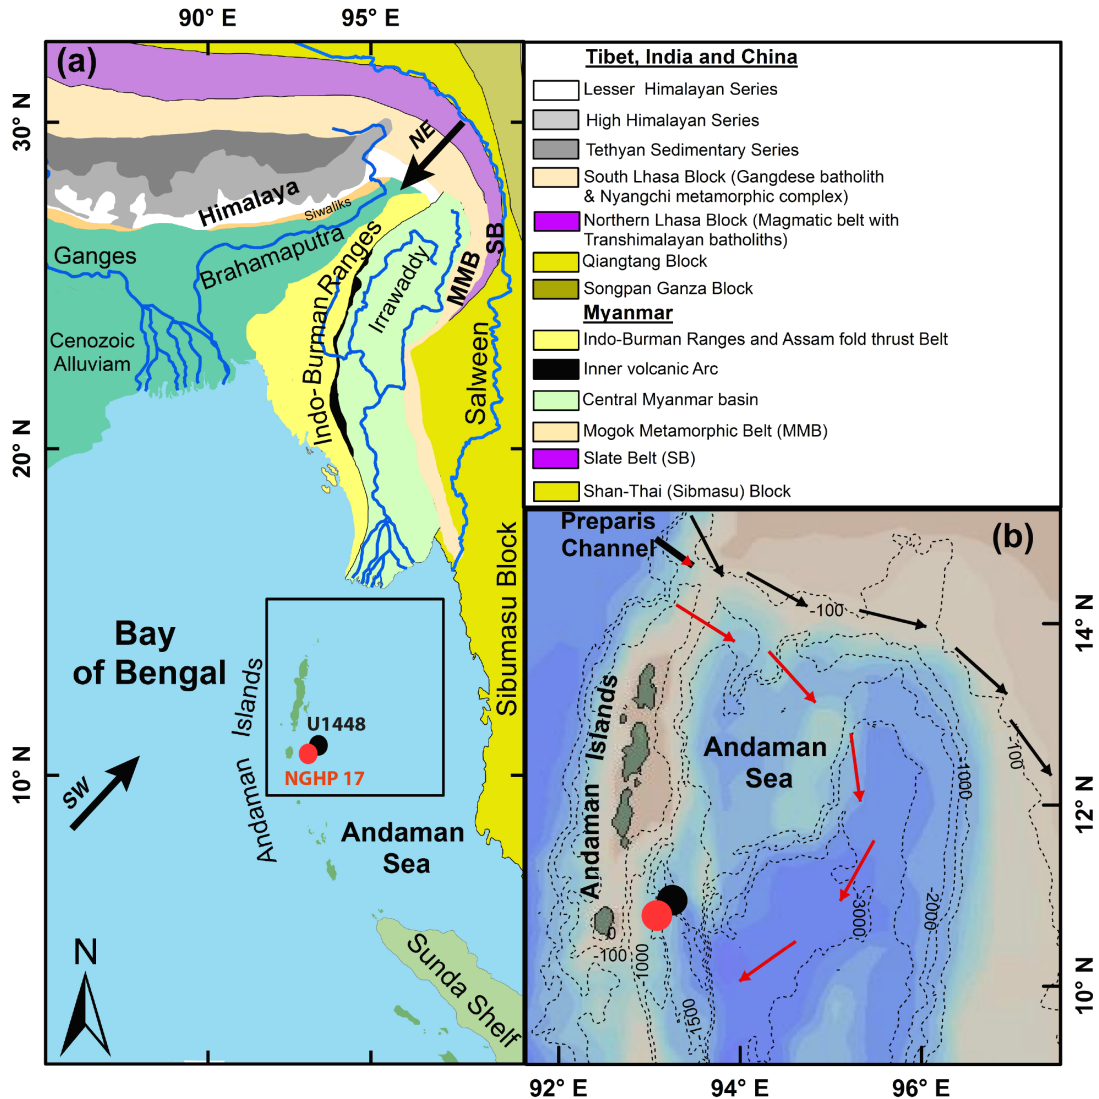 90° E
95° E
(a)
30° N
20° N
10° N
NE
Himalaya
Siwaliks
Ganges
Brahamaputra
Indo-Burman Ranges
Irrawaddy
MMB
SB
Cenozoic
Alluviam
Salween
Sibumasu Block
Bay
of Bengal
Andaman Islands
U1448
NGHP 17
SW
Andaman
Sea
N
Sunda Shelf
Tibet, India and China
Lesser Himalayan Series
High Himalayan Series
Tethyan Sedimentary Series
South Lhasa Block (Gangdese batholith
& Nyangchi metamorphic complex)
Northern Lhasa Block (Magmatic belt with
Transhimalayan batholiths)
Qiangtang Block
Songpan Ganza Block
Myanmar
Indo-Burman Ranges and Assam fold thrust Belt
Inner volcanic Arc
Central Myanmar basin
Mogok Metamorphic Belt (MMB)
Slate Belt (SB)
Shan-Thai (Sibmasu) Block
Preparis
Channel
(b)
-100
14° N
Andaman Islands
Andaman
Sea
-100
1000
12° N
3000
2000
0
-100
1000
1500
10° N
92° E
94° E
96° E